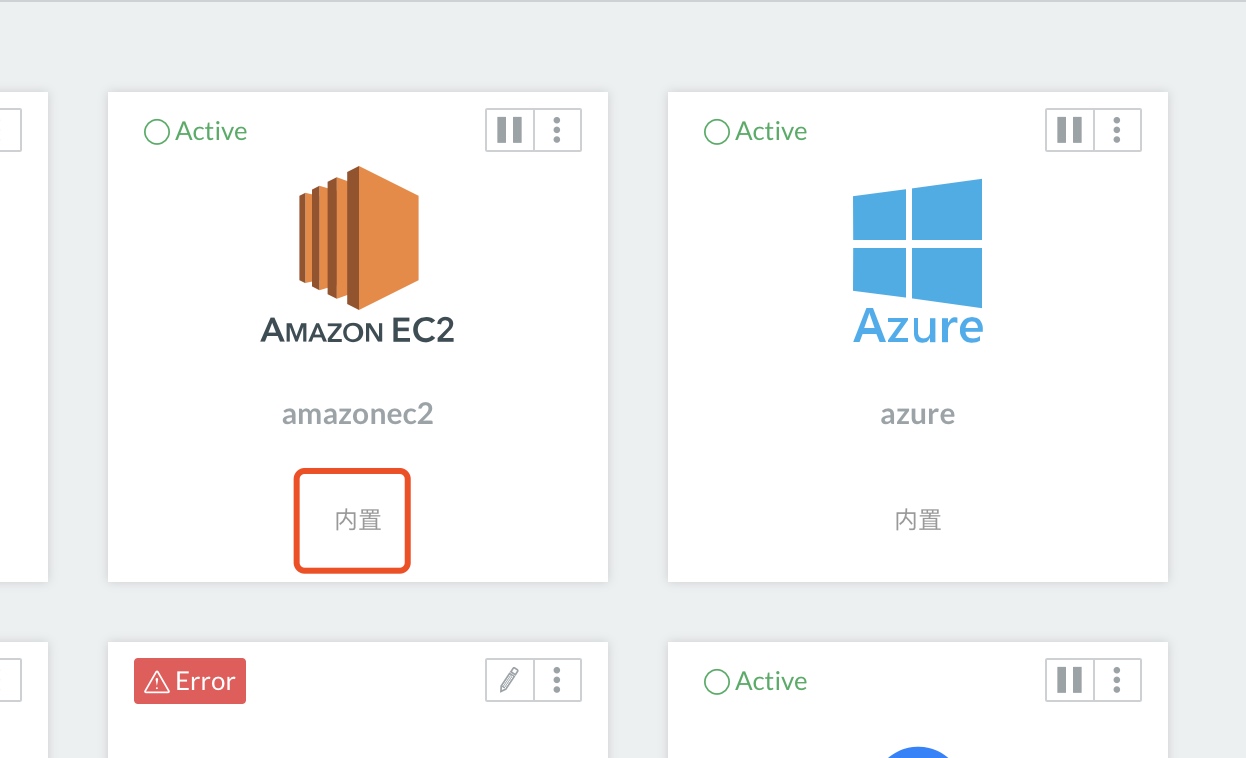 Active
AMAZON EC2
amazonec2
内置
Active
Azure
azure
内置
Error
Active